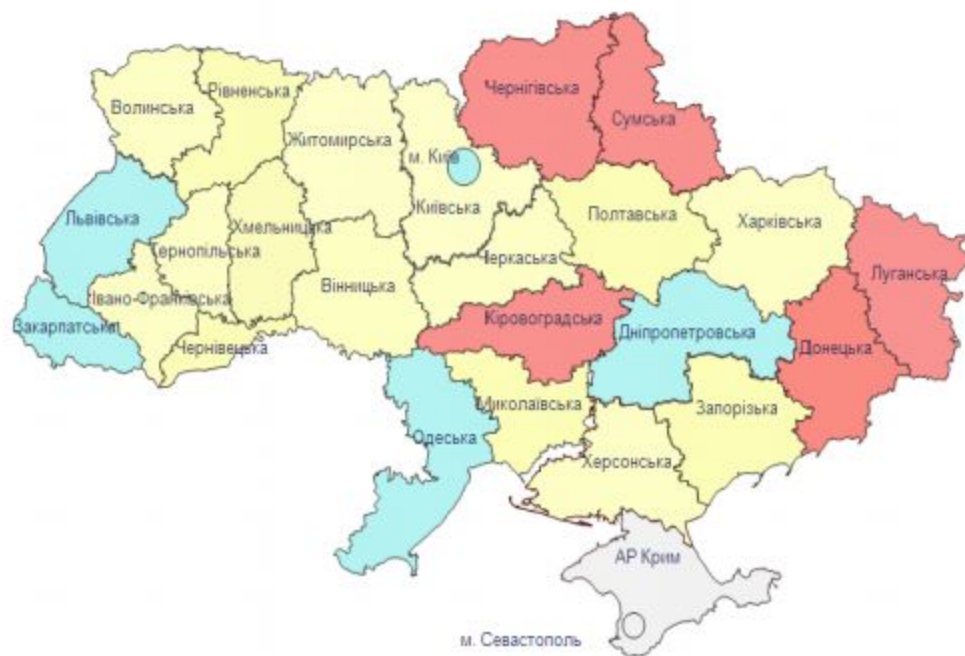 Чернігівська
Сумська
Рівненська
Волинська
Житомирська
м. Київ
Київська
Львівська
Хмельницька
Тернопільська
Полтавська
Харківська
Черкаська
Луганська
Вінницька
Івано-Франківська
Закарпатська
Чернівецька
Кіровоградська
Дніпропетровська
Донецька
Миколаївська
Запорізька
Одеська
Херсонська
АР Крим
м. Севастополь